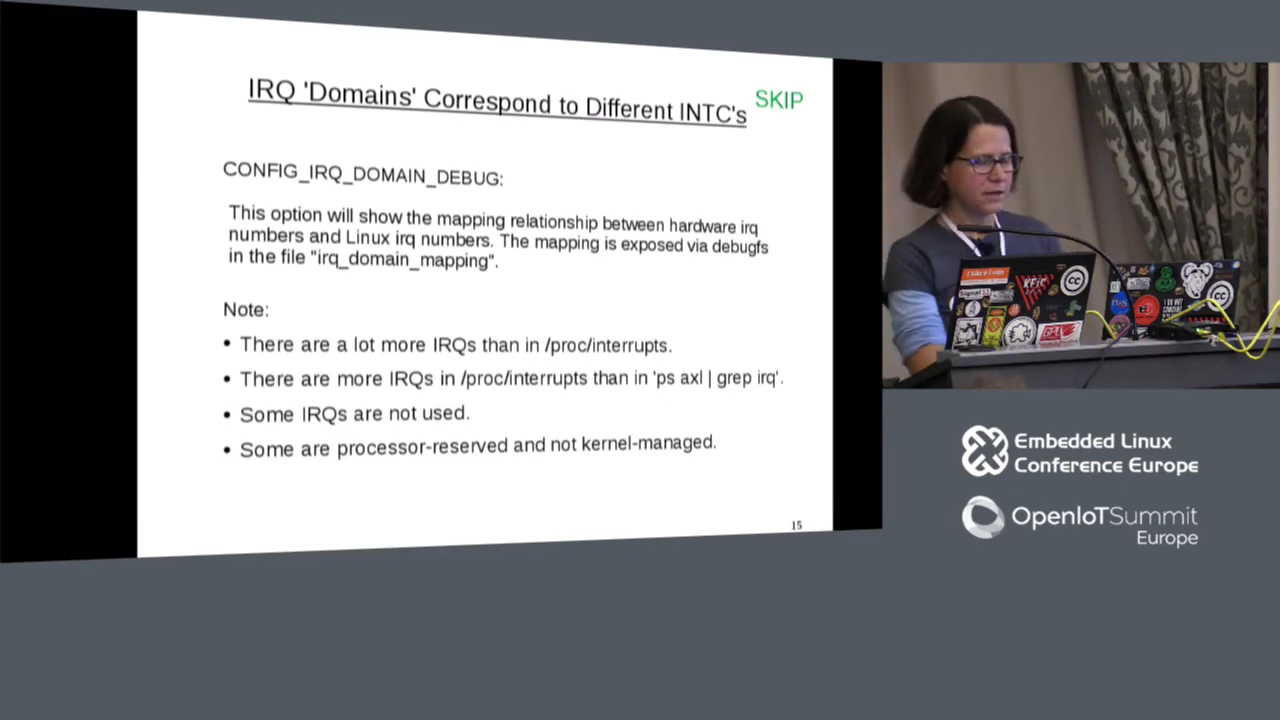 IRQ 'Domains' Correspond to Different INTC's
SKIP
CONFIG_IRQ_DOMAIN_DEBUG:
This option will show the mapping relationship between hardware irq
numbers and Linux irq numbers. The mapping is exposed via debugfs
in the file "irq_domain_mapping".
Note:
• There are a lot more IRQs than in /proc/interrupts.
• There are more IRQs in /proc/interrupts than in 'ps axl | grep irq'.
• Some IRQs are not used.
• Some are processor-reserved and not kernel-managed.
15
KFIC
CC
GPL
CC
Embedded Linux
Conference Europe
OpenIoTSummit
Europe